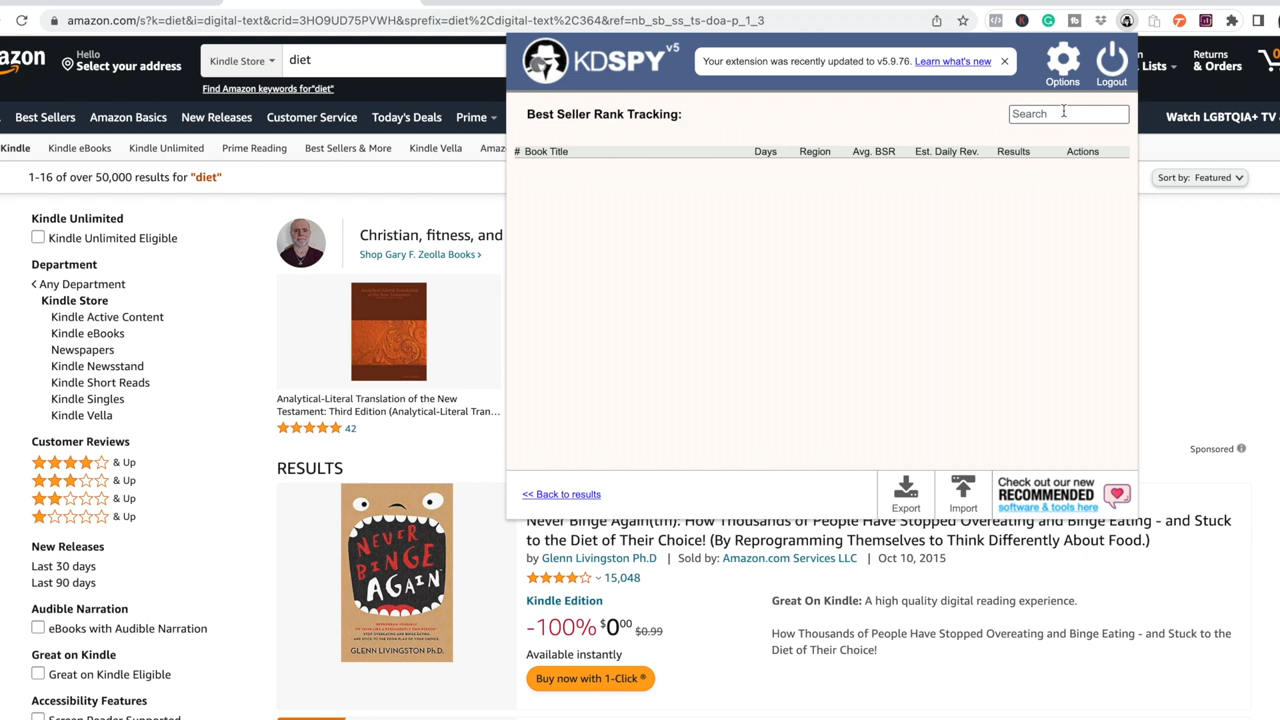 amazon.com/s?k=diet&i=digital-text&crid=3HO9UD75PVWH&sprefix=diet%2Cdigital-text%2C364&ref=nb_sb_ss_ts-doa-p_1_3
azon
Hello
Select your address
Kindle Store
diet
Find Amazon keywords for"diet"
KDSPY v5
Your extension was recently updated to v5.9.76. Learn what's new ×
Options
Logout
Returns
& Orders
Lists
0
Best Sellers
Amazon Basics
New Releases
Customer Service
Today's Deals
Prime
Best Seller Rank Tracking:
Search
Watch LGBTQIA+ TV
Kindle
Kindle eBooks
Kindle Unlimited
Prime Reading
Best Sellers & More
Kindle Vella
Amaz
# Book Title
Days
Region
Avg. BSR
Est. Daily Rev.
Results
Actions
1-16 of over 50,000 results for "diet"
Sort by: Featured
Kindle Unlimited
Kindle Unlimited Eligible
Department
Any Department
Kindle Store
Kindle Active Content
Kindle eBooks
Newspapers
Kindle Newsstand
Kindle Short Reads
Kindle Singles
Kindle Vella
Customer Reviews
& Up
& Up
& Up
& Up
New Releases
Last 30 days
Last 90 days
Audible Narration
eBooks with Audible Narration
Great on Kindle
Great on Kindle Eligible
Accessibility Features
Screen Reader Supported
Christian, fitness, and
Shop Gary F. Zeolla Books ›
Analytical-Literal Translation of the New
Testament: Third Edition (Analytical-Literal Tran...
42
Sponsored
<< Back to results
Export
Import
Check out our new
RECOMMENDED
software & tools here
RESULTS
NEVER
BINGE
AGAIN
GLENN LIVINGSTON PH.D.
Never Binge Again(tm): How Thousands of People Have Stopped Overeating and Binge Eating - and Stuck
to the Diet of Their Choice! (By Reprogramming Themselves to Think Differently About Food.)
by Glenn Livingston Ph.D | Sold by: Amazon.com Services LLC | Oct 10, 2015
15,048
Kindle Edition
-100% $0.00 $0.99
Available instantly
Buy now with 1-Click ®
Great On Kindle: A high quality digital reading experience.
How Thousands of People Have Stopped Overeating and Binge Eating - and Stuck to the
Diet of Their Choice!